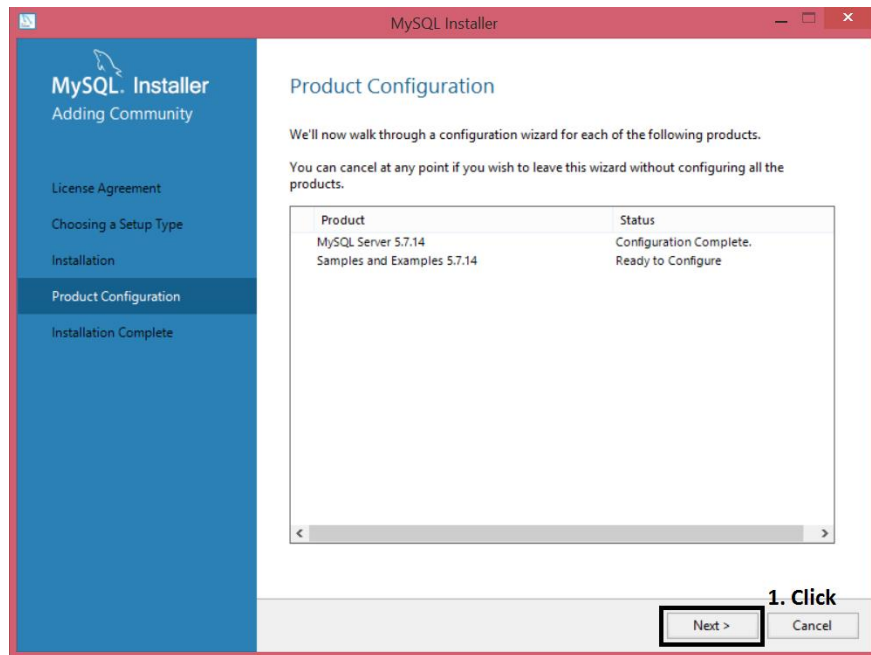 MySQL Installer
MySQL. Installer
Adding Community
License Agreement
Choosing a Setup Type
Installation
Product Configuration
Installation Complete
Product Configuration
We'll now walk through a configuration wizard for each of the following products.
You can cancel at any point if you wish to leave this wizard without configuring all the
products.
Product Status
MySQL Server 5.7.14 Configuration Complete.
Samples and Examples 5.7.14 Ready to Configure
1. Click
Next > Cancel